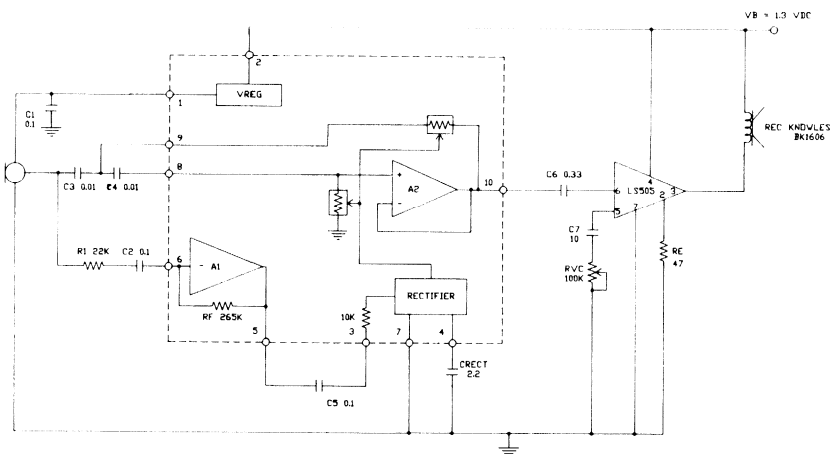 VB = 1.3 VDC
2
VREG
1
C1
0.1
9
REC KNOWLES
BK1606
8
C3 0.01
C4 0.01
+
A2
-
10
C6 0.33
4
6 LS505 3
2
5
7
C7
10
R1 22K
C2 0.1
6
- A1
RVC
100K
RE
47
RF 265K
RECTIFIER
10K
5
3
7
4
CRECT
2.2
C5 0.1